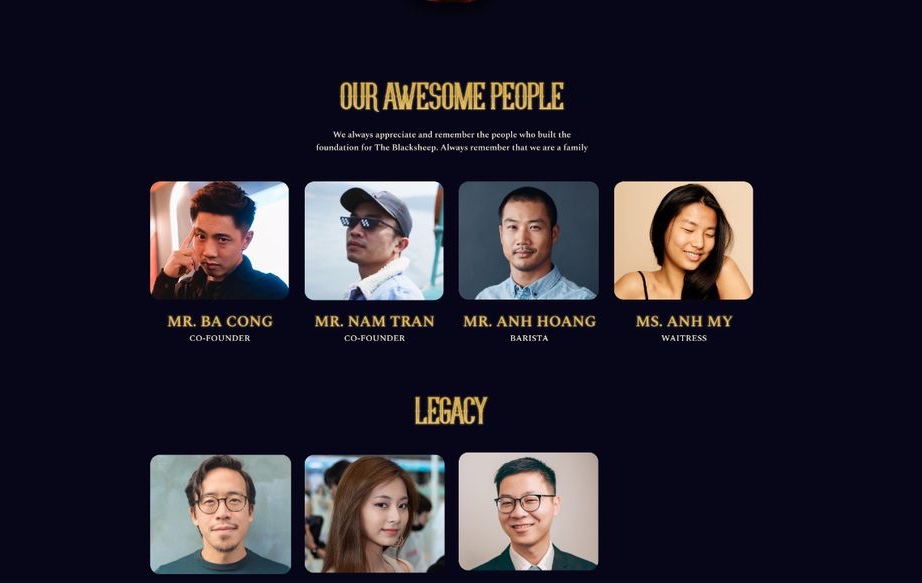 OUR AWESOME PEOPLE
We always appreciate and remember the people who built the
foundation for The Blacksheep. Always remember that we are a family
MR. BA CONG
MR. NAM TRAN
MR. ANH HOANG
MS. ANH MY
CO-FOUNDER
CO-FOUNDER
BARISTA
WAITRESS
LEGACY